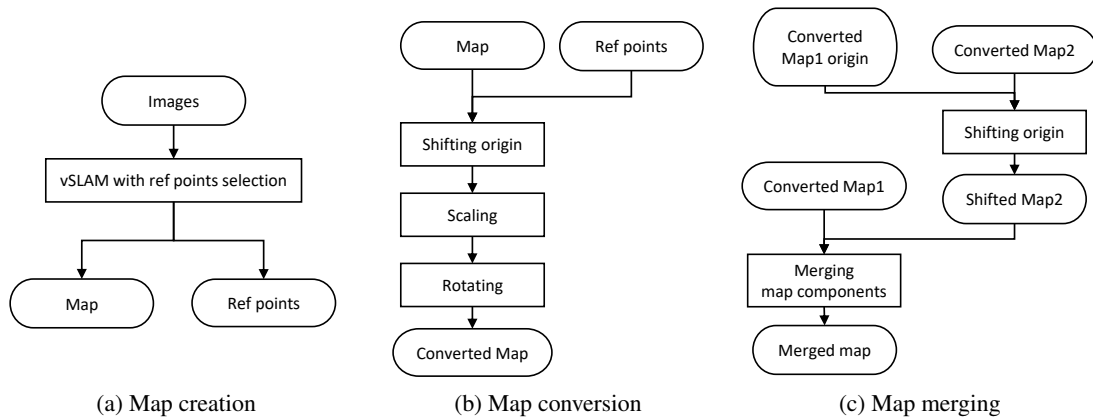 Images
vSLAM with ref points selection
Map
Ref points
(a) Map creation
Map
Ref points
Shifting origin
Scaling
Rotating
Converted Map
(b) Map conversion
Converted
Map1 origin
Converted Map2
Shifting origin
Converted Map1
Shifted Map2
Merging
map components
Merged map
(c) Map merging